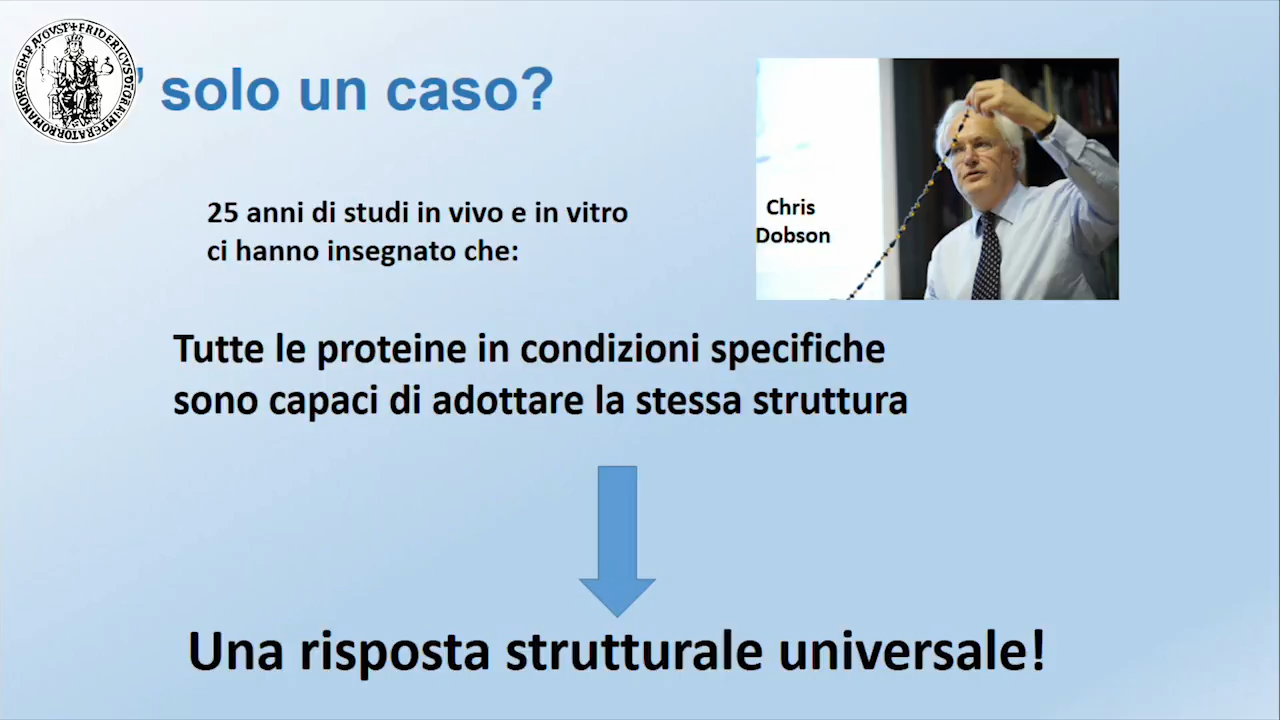 ' solo un caso?
25 anni di studi in vivo e in vitro
ci hanno insegnato che:
Chris
Dobson
Tutte le proteine in condizioni specifiche
sono capaci di adottare la stessa struttura
Una risposta strutturale universale!